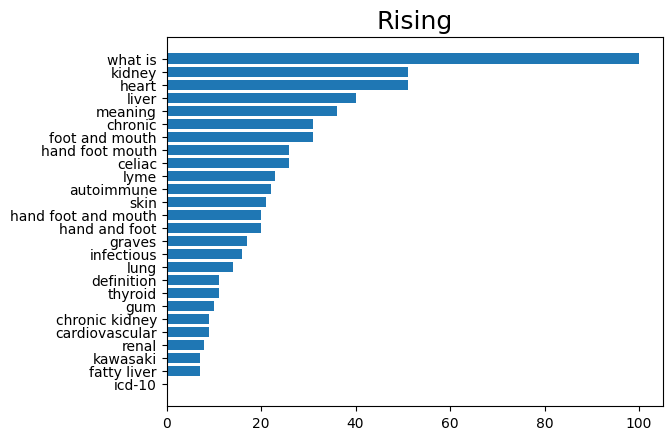 Rising
what is
kidney
heart
liver
meaning
chronic
foot and mouth
hand foot mouth
celiac
lyme
autoimmune
skin
hand foot and mouth
hand and foot
graves
infectious
lung
definition
thyroid
gum
chronic kidney
cardiovascular
renal
kawasaki
fatty liver
icd-10
0 20 40 60 80 100